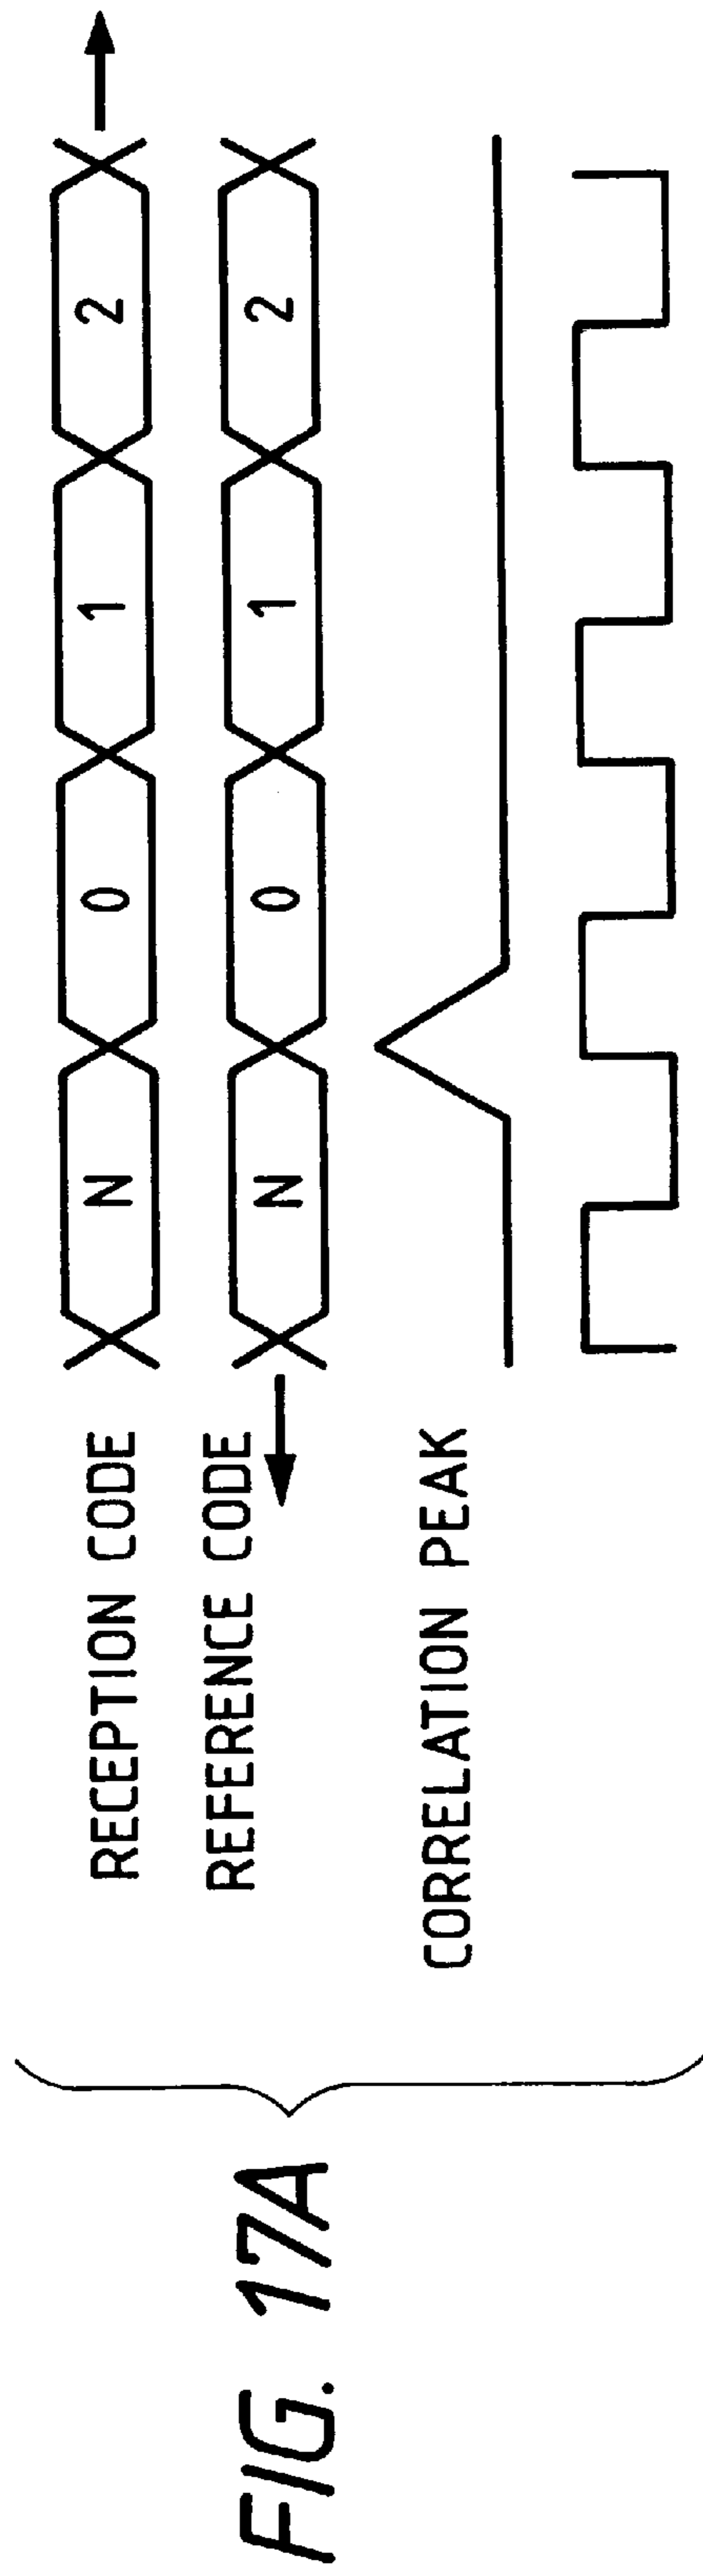 FIG. 17A
RECEPTION CODE N 0 1 2
REFERENCE CODE N 0 1 2
CORRELATION PEAK